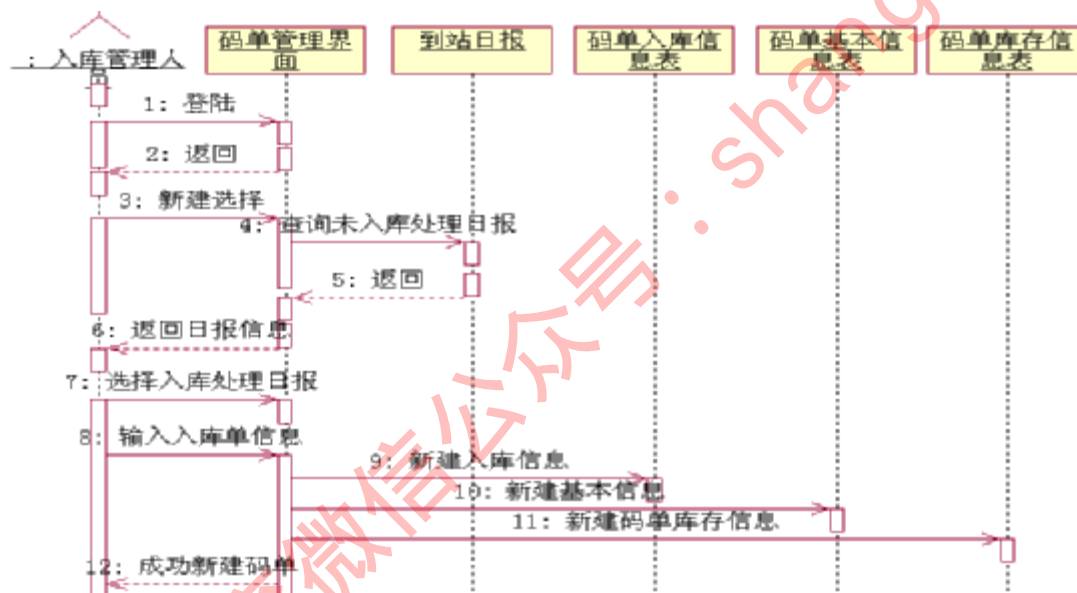 : 入库管理人
码单管理界
面
到站日报
码单入库信
息表
码单基本信
息表
码单库存信
息表
1: 登陆
2: 返回
3: 新建选择
4: 查询未入库处理日报
5: 返回
6: 返回日报信息
7: 选择入库处理日报
8: 输入入库单信息
9: 新建入库信息
10: 新建基本信息
11: 新建码单库存信息
12: 成功新建码单
微信公众号：shang